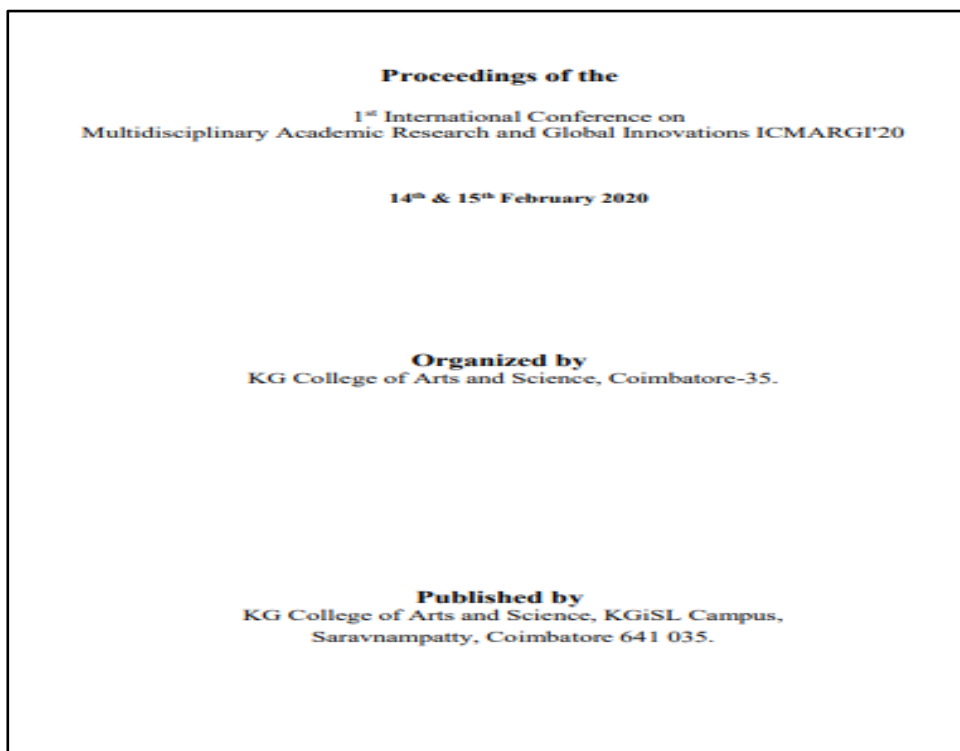 Proceedings of the
1st International Conference on
Multidisciplinary Academic Research and Global Innovations ICMARGI'20
14th & 15th February 2020
Organized by
KG College of Arts and Science, Coimbatore-35.
Published by
KG College of Arts and Science, KGiSL Campus,
Saravnampatty, Coimbatore 641 035.